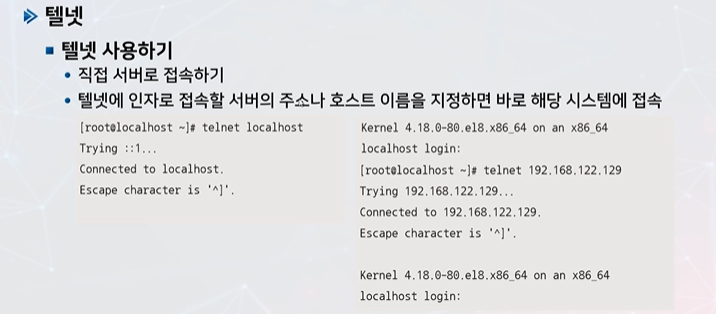 텔넷
텔넷 사용하기
직접 서버로 접속하기
텔넷에 인자로 접속할 서버의 주소나 호스트 이름을 지정하면 바로 해당 시스템에 접속
[root@localhost ~]# telnet localhost
Trying ::1...
Connected to localhost.
Escape character is '^]'.
Kernel 4.18.0-80.el8.x86_64 on an x86_64
localhost login:
[root@localhost ~]# telnet 192.168.122.129
Trying 192.168.122.129...
Connected to 192.168.122.129.
Escape character is '^]'.
Kernel 4.18.0-80.el8.x86_64 on an x86_64
localhost login: